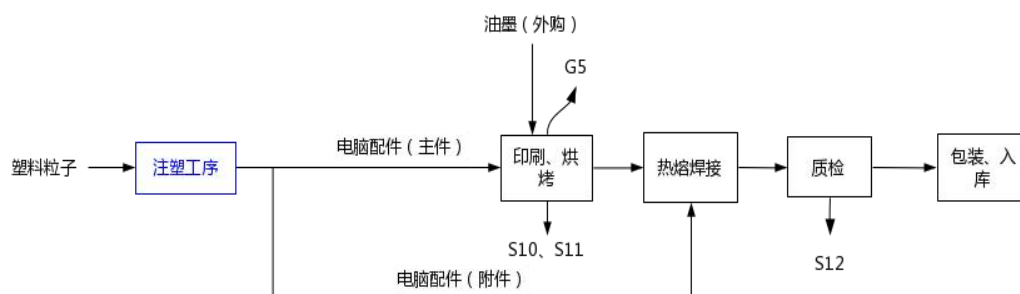 油墨（外购）
G5
塑料粒子
注塑工序
电脑配件（主件）
印刷、烘
烤
热熔焊接
质检
包装、入
库
S10、S11
S12
电脑配件（附件）